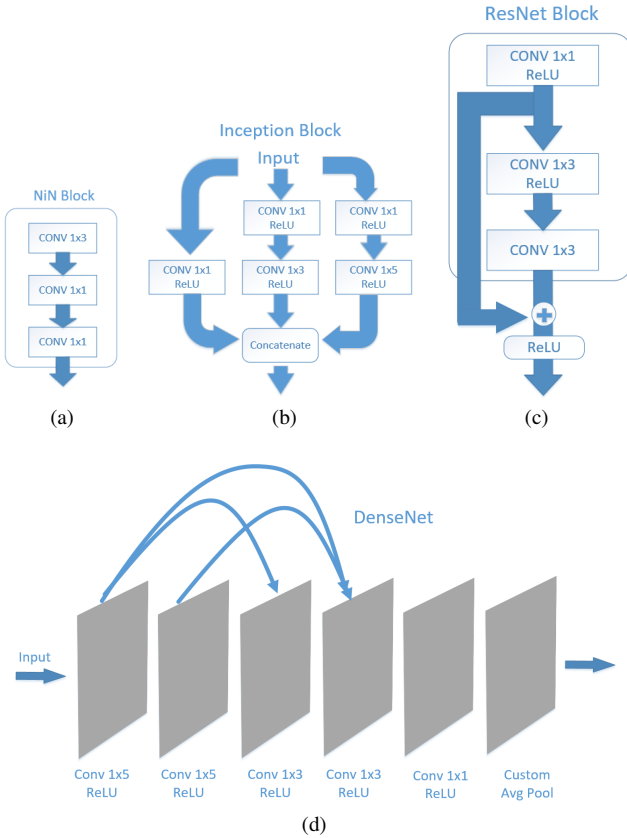 NiN Block
CONV 1x3
CONV 1x1
CONV 1x1
(a)
Inception Block
Input
CONV 1x1
ReLU
CONV 1x1
ReLU
CONV 1x1
ReLU
CONV 1x3
ReLU
CONV 1x5
ReLU
Concatenate
(b)
ResNet Block
CONV 1x1
ReLU
CONV 1x3
ReLU
CONV 1x3
ReLU
(c)
DenseNet
Input
Conv 1x5
ReLU
Conv 1x5
ReLU
Conv 1x3
ReLU
Conv 1x3
ReLU
Conv 1x1
ReLU
Custom
Avg Pool
(d)